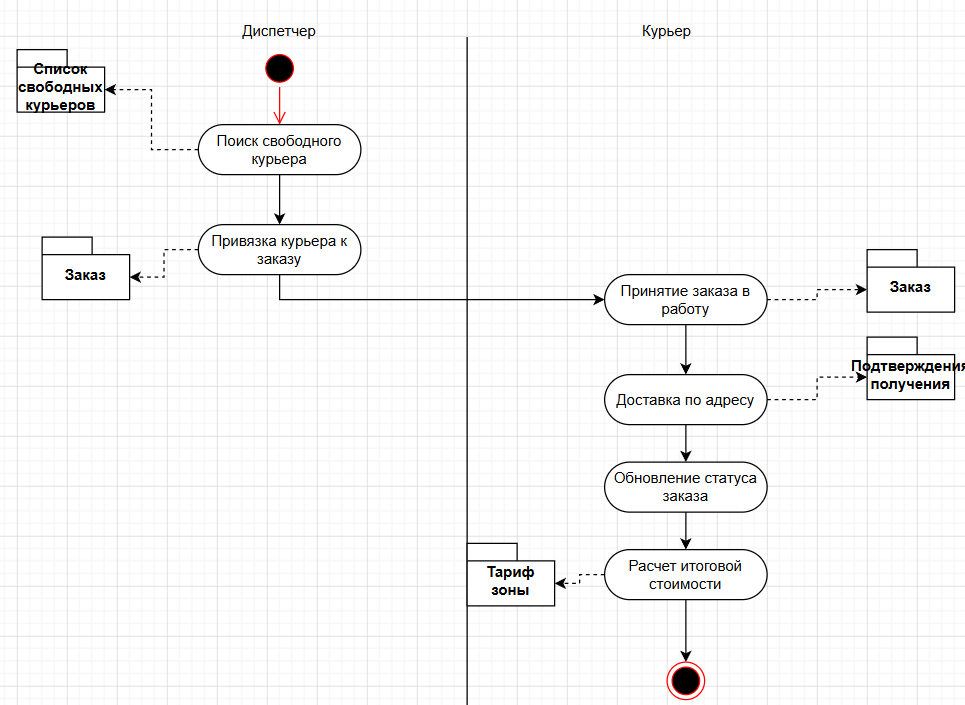 Диспетчер
Курьер
Список
свободных
курьеров
Поиск свободного
курьера
Привязка курьера к
заказу
Заказ
Принятие заказа в
работу
Заказ
Подтверждения
получения
Доставка по адресу
Обновление статуса
заказа
Тариф
зоны
Расчет итоговой
стоимости